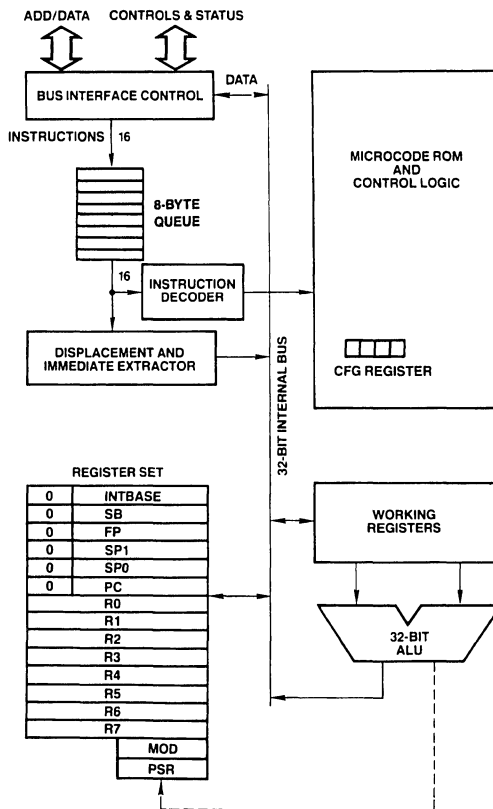 ADD/DATA
CONTROLS & STATUS
BUS INTERFACE CONTROL
DATA
INSTRUCTIONS
16
8-BYTE
QUEUE
16
INSTRUCTION
DECODER
DISPLACEMENT AND
IMMEDIATE EXTRACTOR
MICROCODE ROM
AND
CONTROL LOGIC
CFG REGISTER
32-BIT INTERNAL BUS
REGISTER SET
0 INTBASE
0 SB
0 FP
0 SP1
0 SP0
0 PC
R0
R1
R2
R3
R4
R5
R6
R7
MOD
PSR
WORKING
REGISTERS
32-BIT
ALU